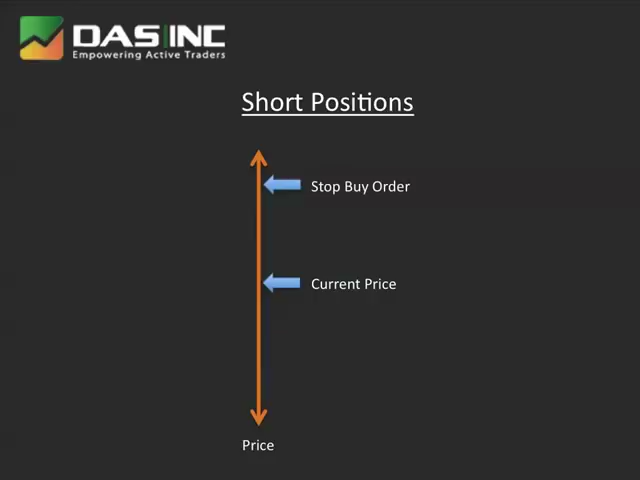 DAS|INC
Empowering Active Traders
Short Positions
Stop Buy Order
Current Price
Price